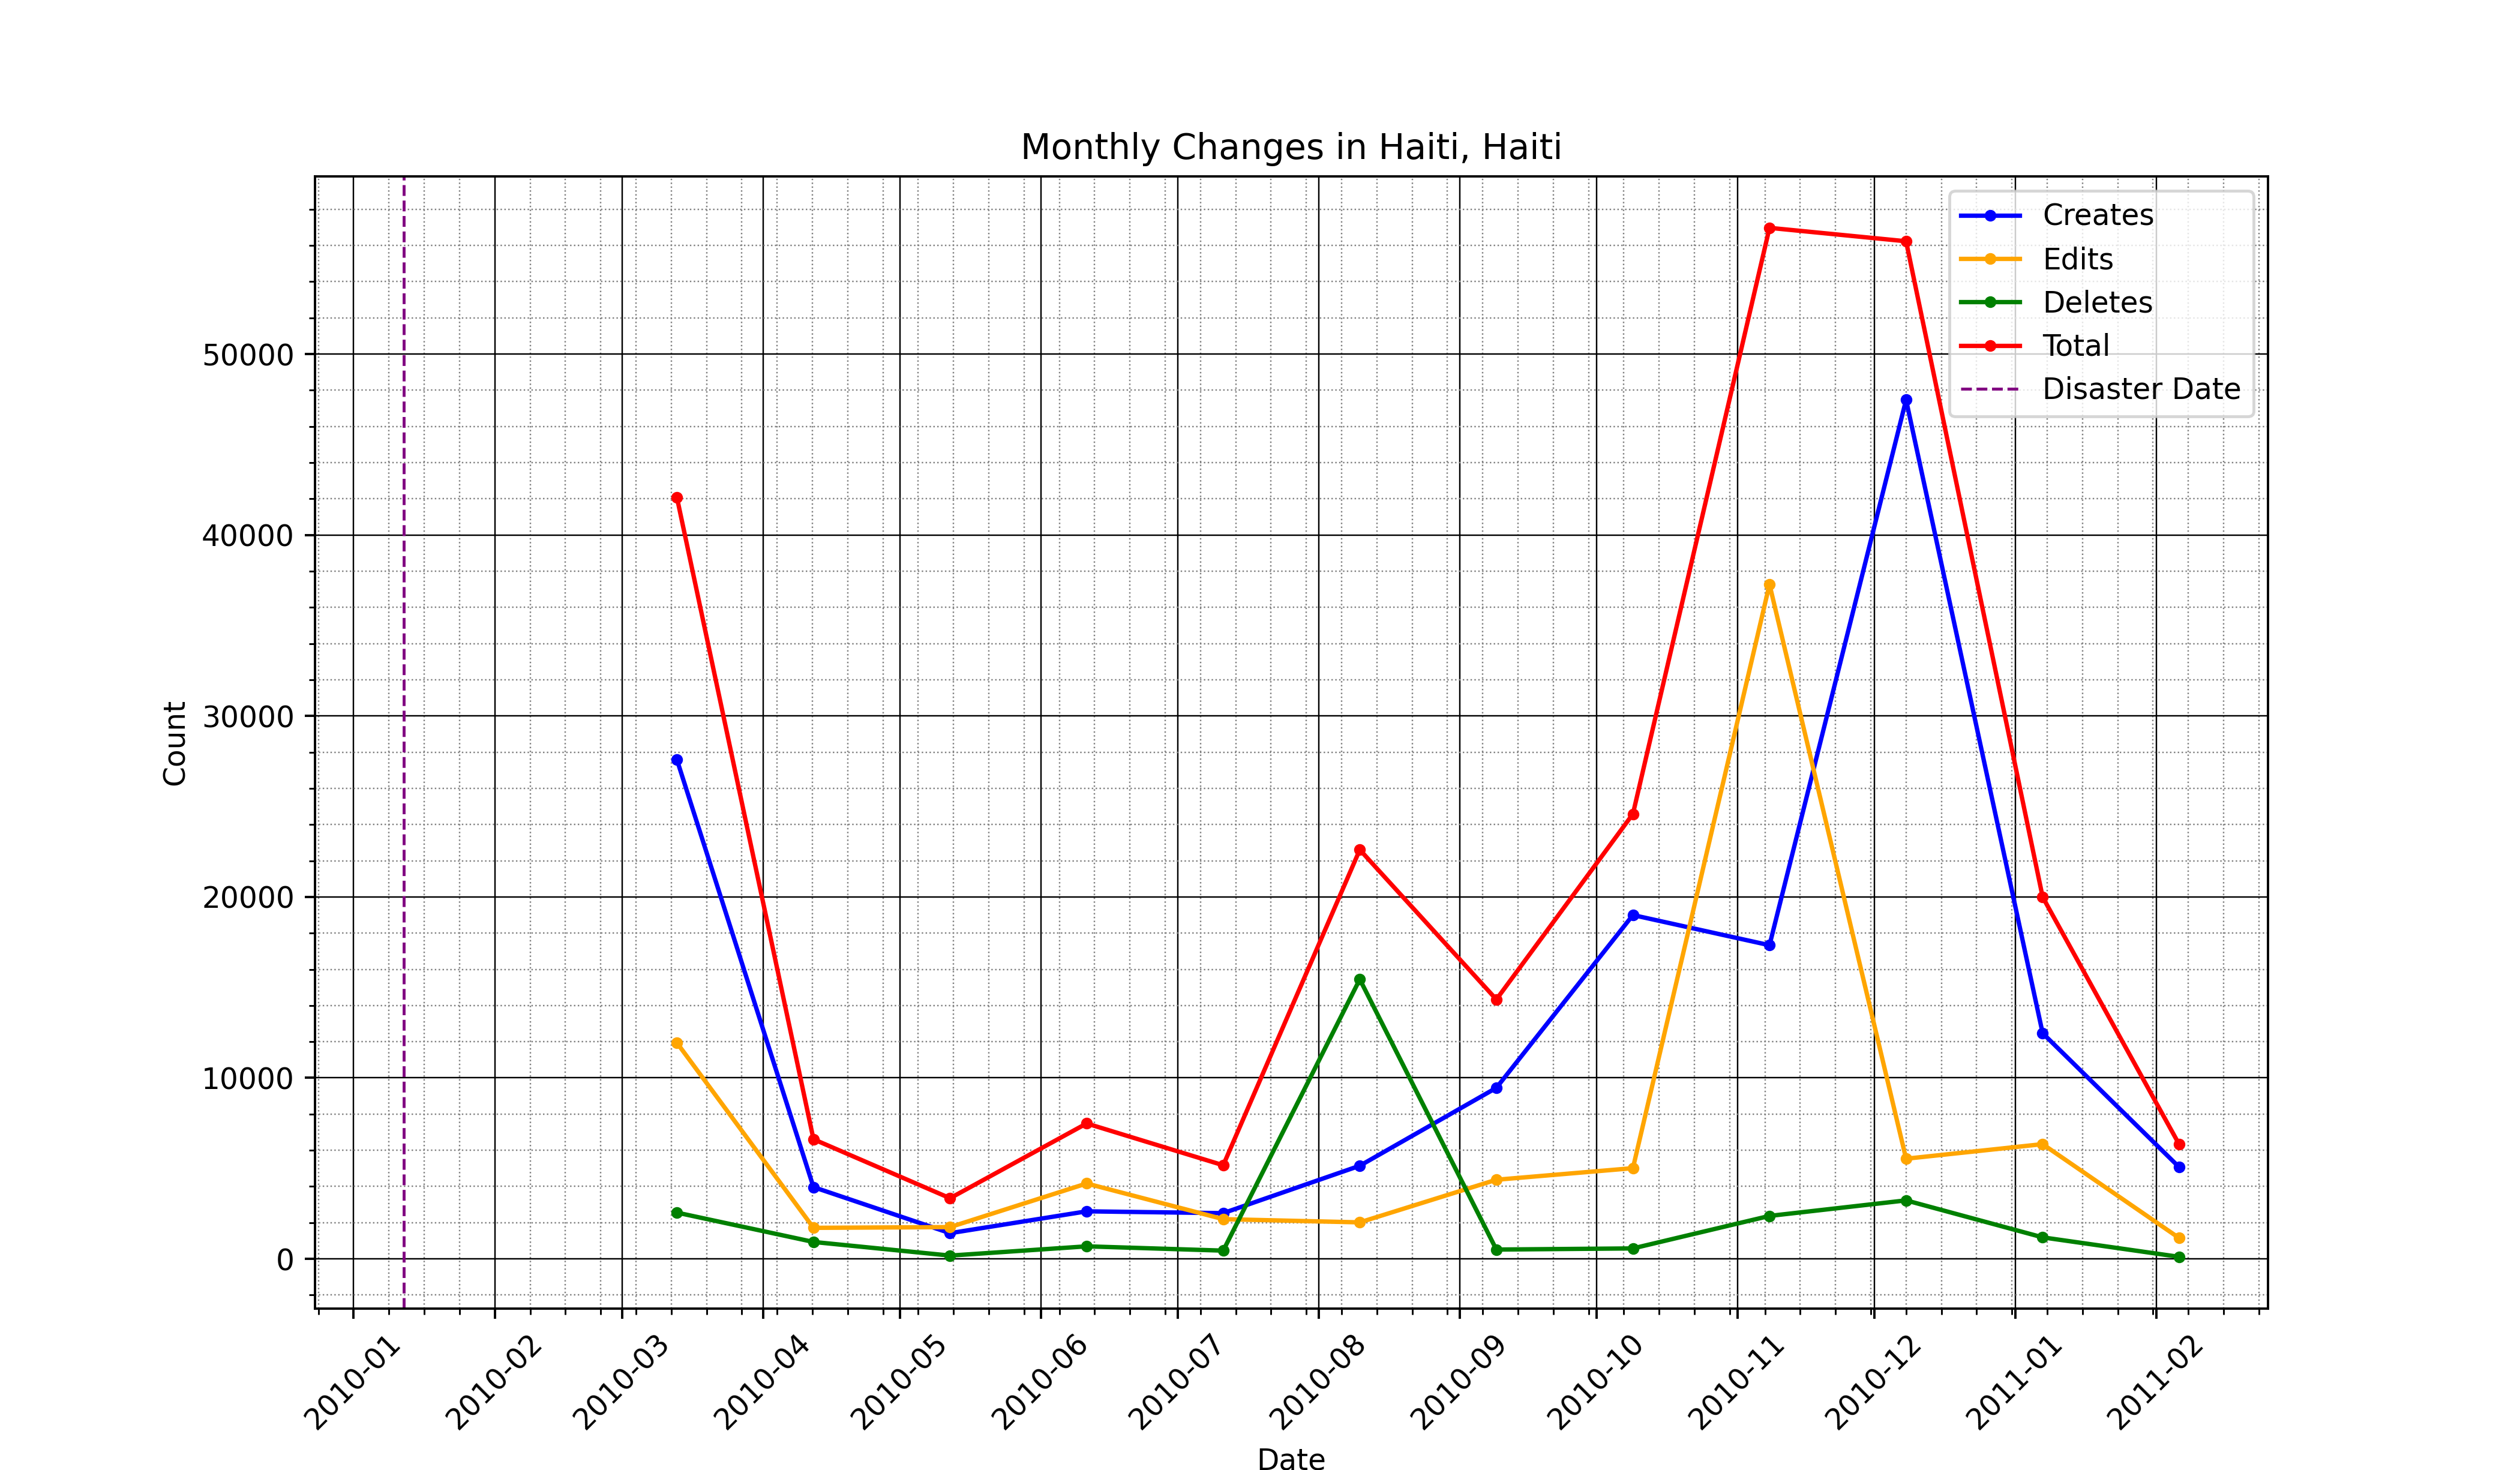 Monthly Changes in Haiti, Haiti
Creates
Edits
Deletes
Total
Disaster Date
50000
40000
30000
20000
10000
0
Count
2010-01
2010-02
2010-03
2010-04
2010-05
2010-06
2010-07
2010-08
2010-09
2010-10
2010-11
2010-12
2011-01
2011-02
Date